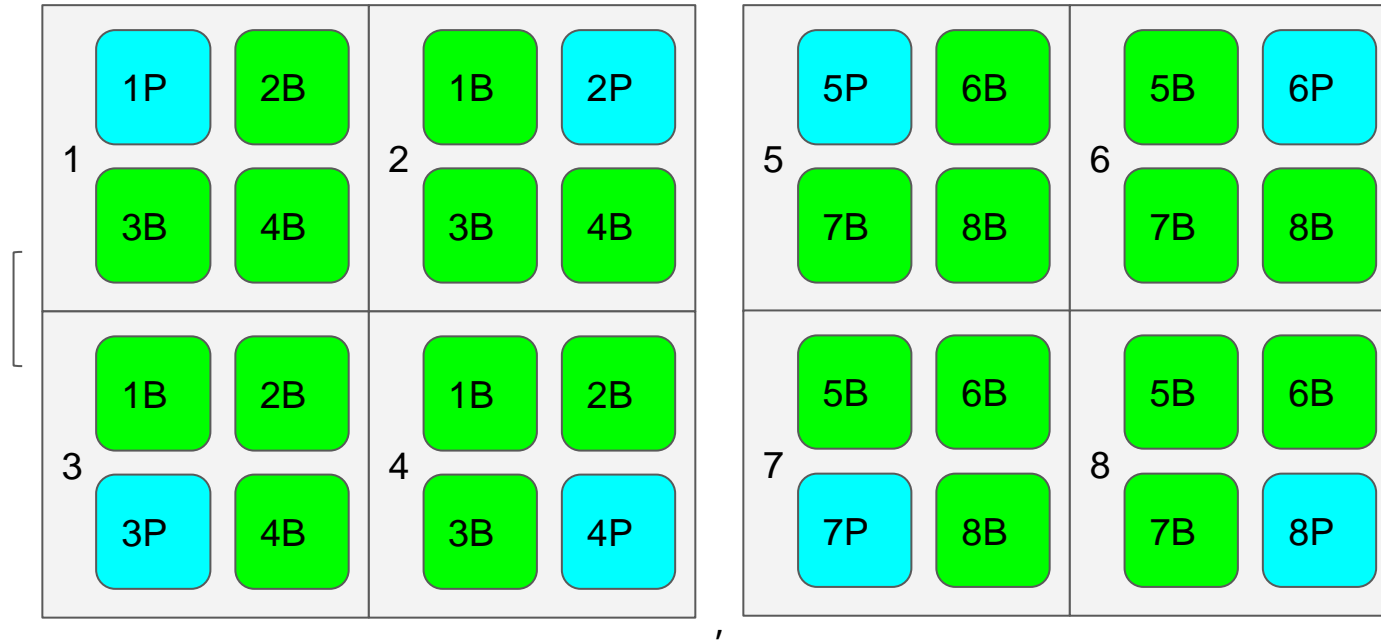 1P 2B 1B 2P 5P 6B 5B 6P
1 2 5 6
3B 4B 3B 4B 7B 8B 7B 8B
[
1B 2B 1B 2B 5B 6B 5B 6B
3 4 7 8
3P 4B 3B 4P 7P 8B 7B 8P
,